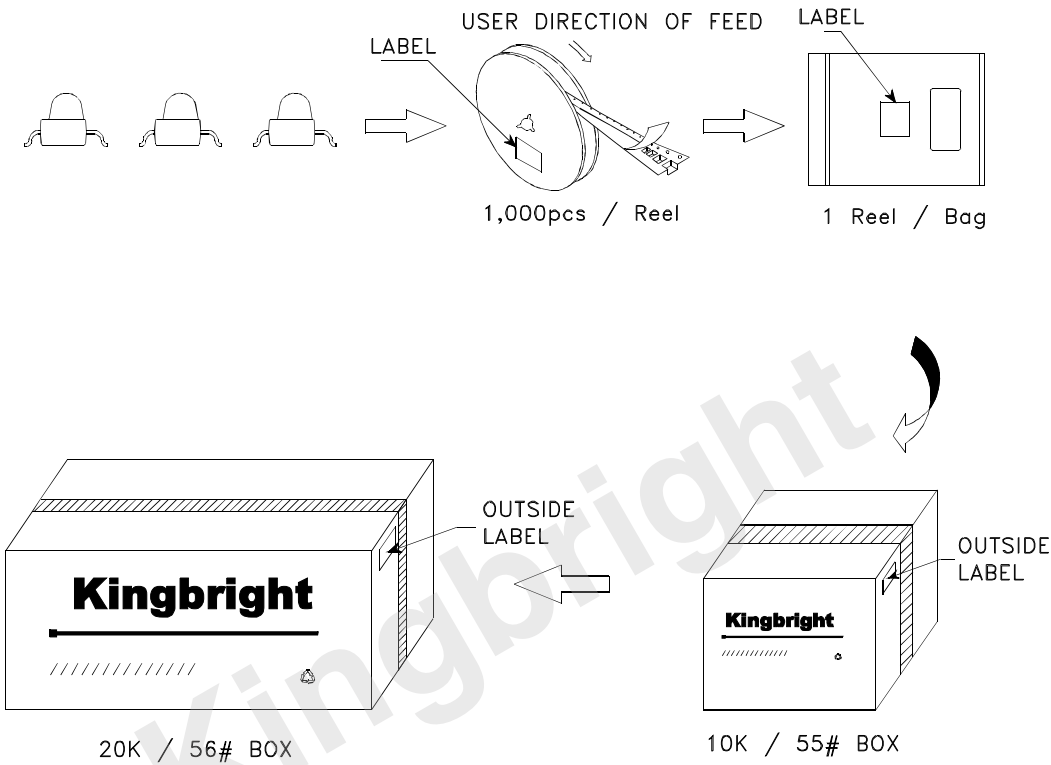 USER DIRECTION OF FEED
LABEL
LABEL
1,000pcs / Reel
1 Reel / Bag
OUTSIDE
LABEL
OUTSIDE
LABEL
Kingbright
Kingbright
20K / 56# BOX
10K / 55# BOX
Kingbright